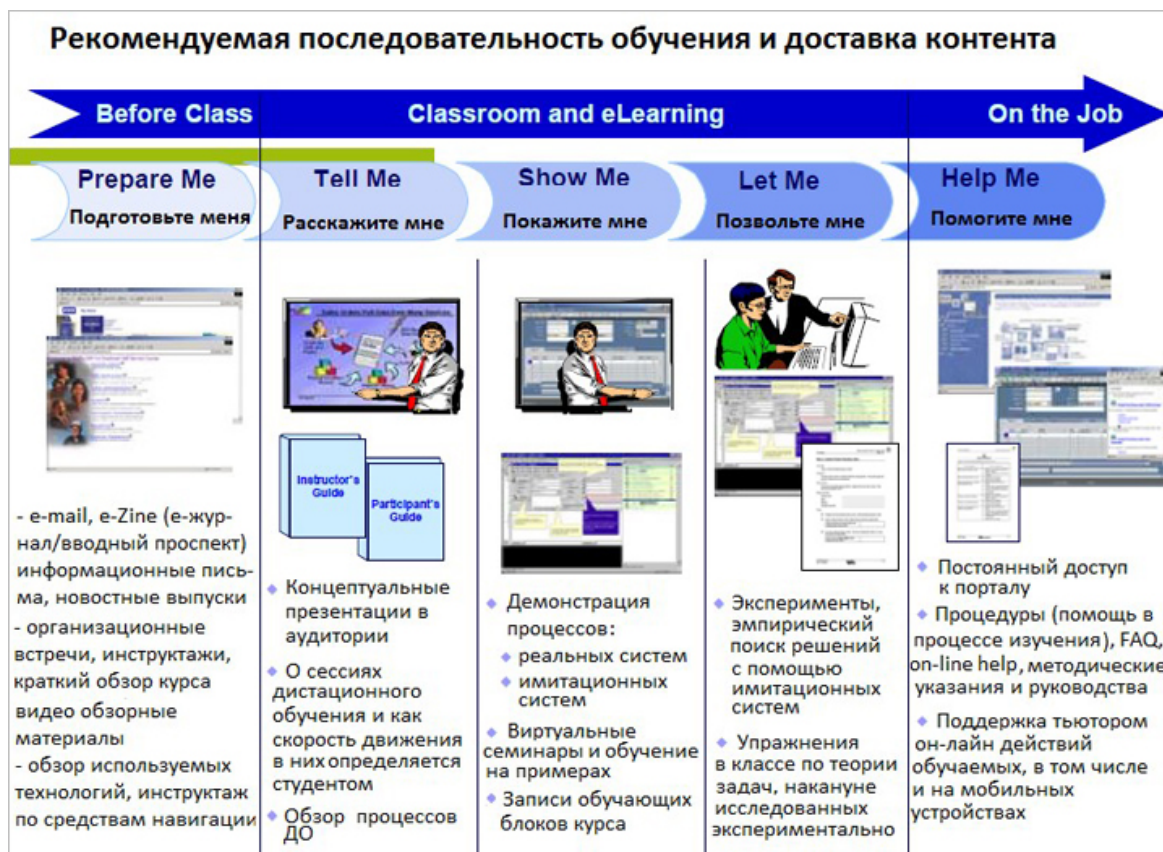 Рекомендуемая последовательность обучения и доставка контента
Before Class
Classroom and eLearning
On the Job
Prepare Me
Подготовьте меня
Tell Me
Расскажите мне
Show Me
Покажите мне
Let Me
Позвольте мне
Help Me
Помогите мне
Instructor's
Guide
Participant's
Guide
- e-mail, e-Zine (е-жур-
нал/вводный проспект)
информационные пись-
ма, новостные выпуски
- организационные
встречи, инструктажи,
краткий обзор курса
видео обзорные
материалы
- обзор используемых
технологий, инструктаж
по средствам навигации
Концептуальные
презентации в
аудитории
О сессиях
дистационного
обучения и как
скорость движения
в них определяется
студентом
Обзор процессов
ДО
Демонстрация
процессов:
реальных систем
имитационных
систем
Виртуальные
семинары и обучение
на примерах
Записи обучающих
блоков курса
Эксперименты,
эмпирический
поиск решений
с помощью
имитационных
систем
Упражнения
в классе по теории
задач, накануне
исследованных
экспериментально
Постоянный доступ
к порталу
Процедуры (помощь в
процессе изучения), FAQ,
on-line help, методические
указания и руководства
Поддержка тьютором
он-лайн действий
обучаемых, в том числе
и на мобильных
устройствах